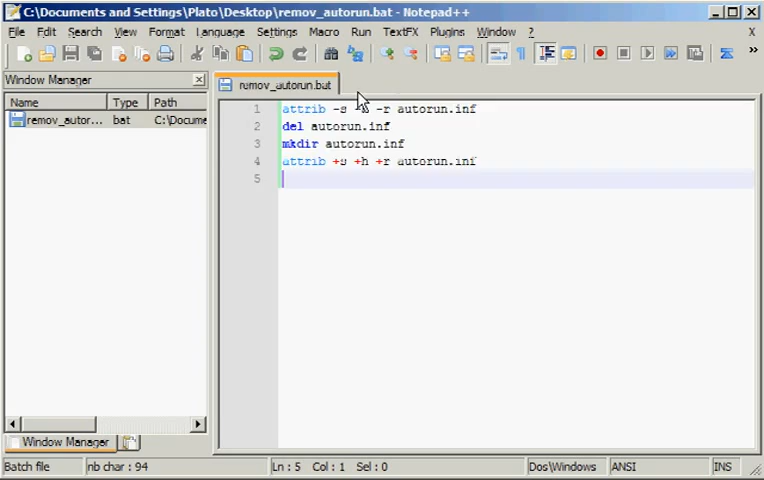 C:\Documents and Settings\Plato\Desktop\remov_autorun.bat - Notepad++
File Edit Search View Format Language Settings Macro Run TextFX Plugins Window ? X
Window Manager
remov_autorun.bat
Name Type Path
remov_autor... bat C:\Docume
1 attrib -s -h -r autorun.inf
2 del autorun.inf
3 mkdir autorun.inf
4 attrib +s +h +r autorun.inf
5
Window Manager
Batch file nb char : 94 Ln : 5 Col : 1 Sel : 0 Dos\Windows ANSI INS